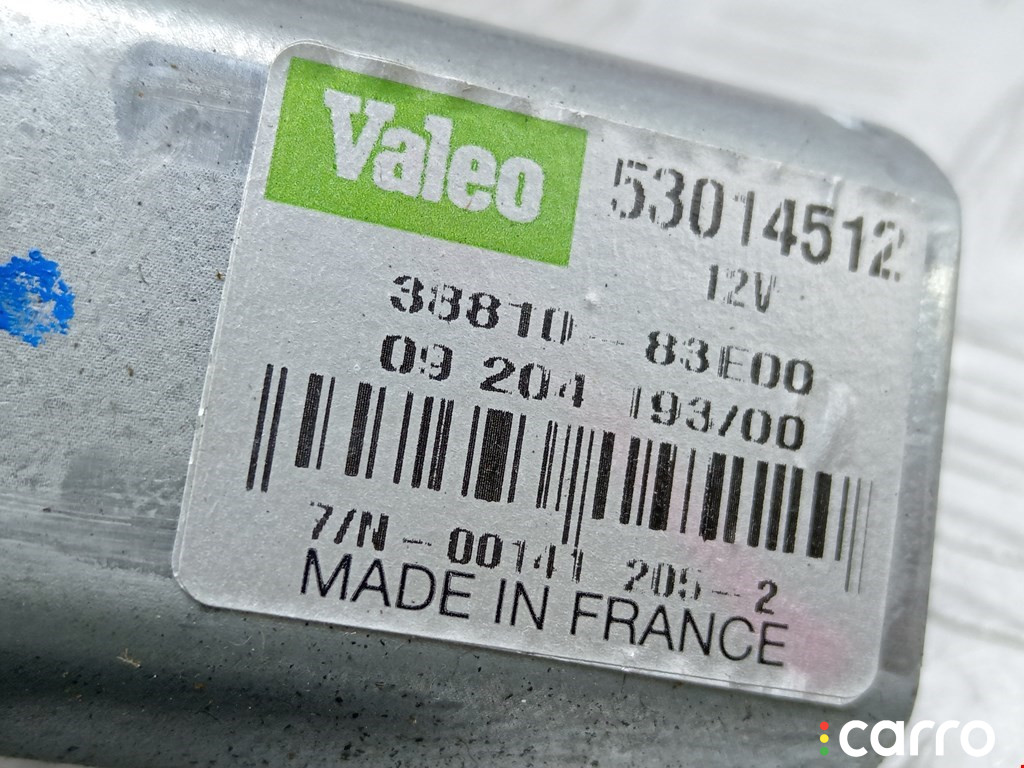 Valeo
53014512
12V
38810-83E00
09 204 193/00
7/N-00141 205-2
MADE IN FRANCE
carro